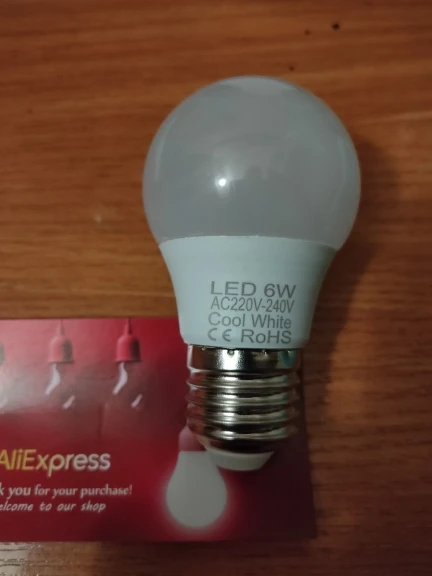 LED 6W
AC220V-240V
Cool White
CE RoHS
AliExpress
k you for your purchase!
elcome to our shop